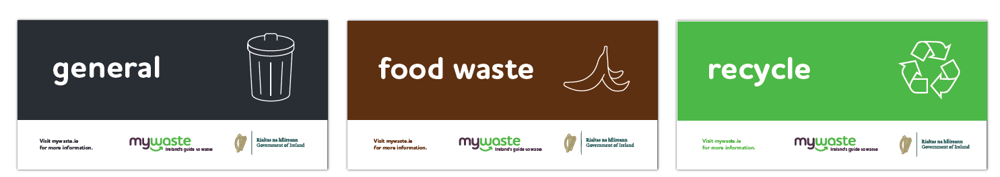 general
Visit mywaste.ie
for more information.
mywaste
Ireland's guide to waste
Rialtas na hÉireann
Government of Ireland
food waste
Visit mywaste.ie
for more information.
mywaste
Ireland's guide to waste
Rialtas na hÉireann
Government of Ireland
recycle
Visit mywaste.ie
for more information.
mywaste
Ireland's guide to waste
Rialtas na hÉireann
Government of Ireland